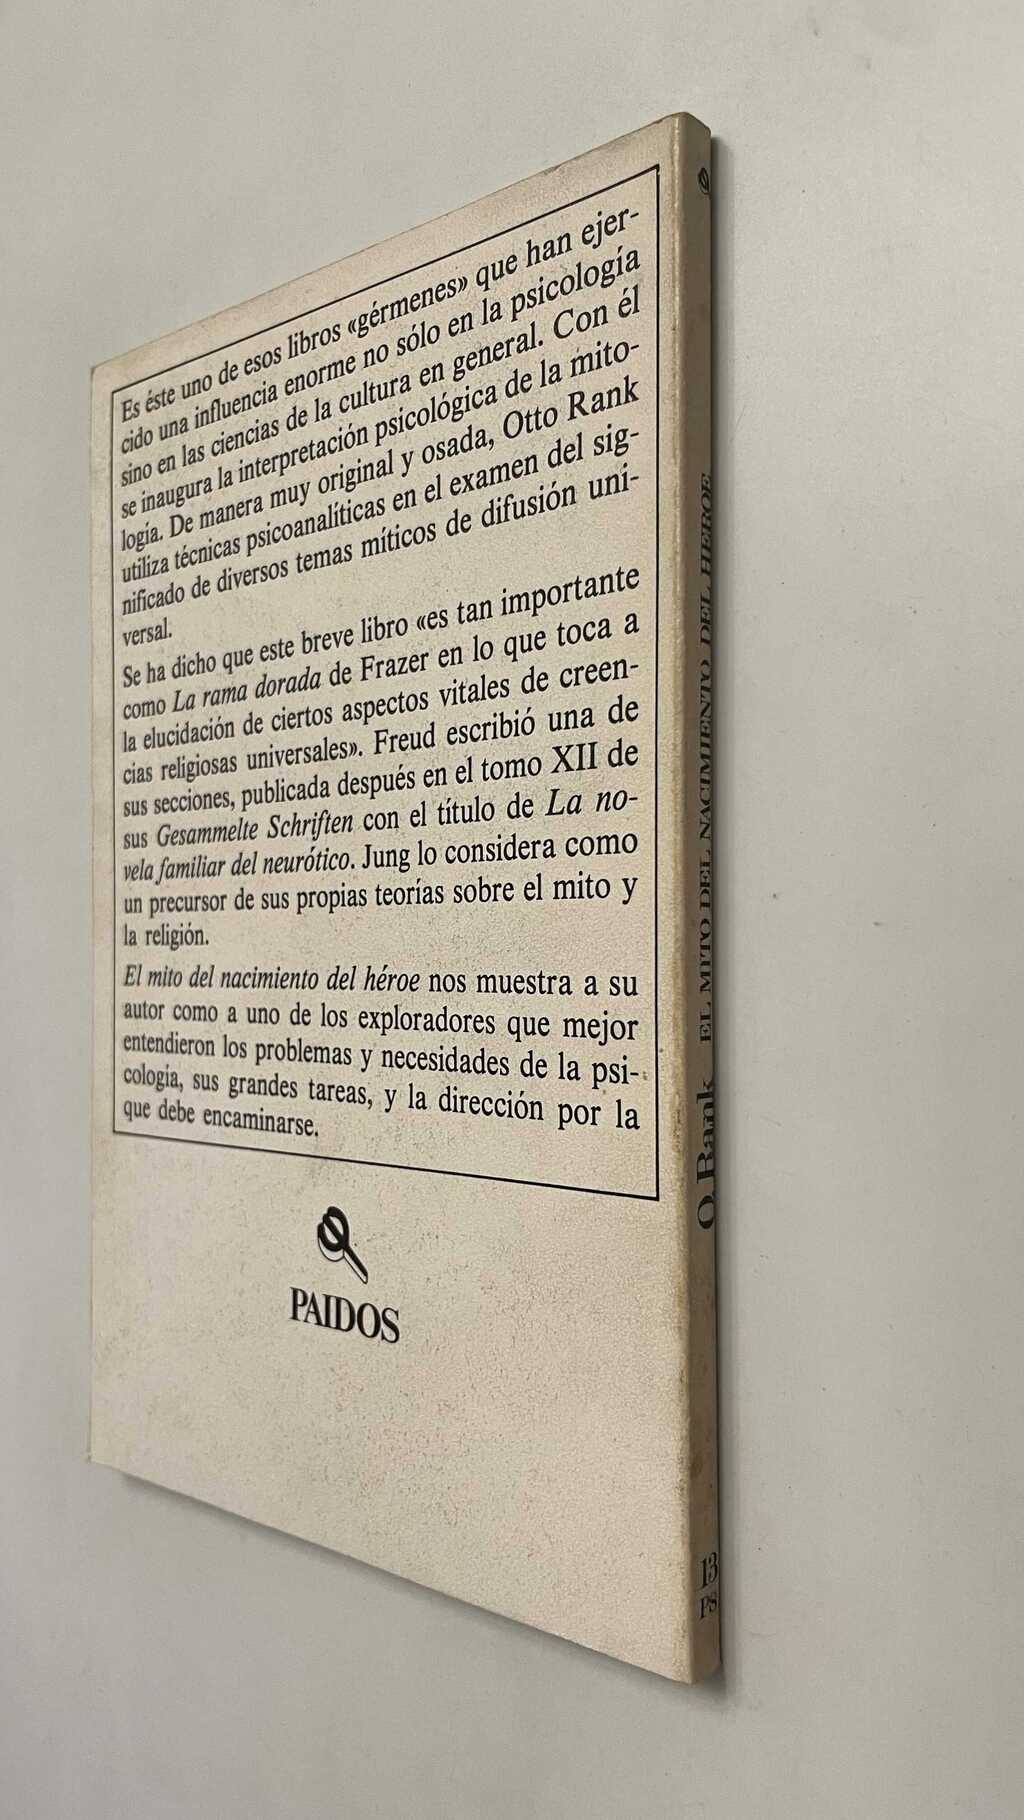 Es éste uno de esos libros «gérmenes» que han ejer-
cido una influencia enorme no sólo en la psicología
sino en las ciencias de la cultura en general. Con él
se inaugura la interpretación psicológica de la mito-
logía. De manera muy original y osada, Otto Rank
utiliza técnicas psicoanalíticas en el examen del sig-
nificado de diversos temas míticos de difusión uni-
versal.
Se ha dicho que este breve libro «es tan importante
como La rama dorada de Frazer en lo que toca a
la elucidación de ciertos aspectos vitales de creen-
cias religiosas universales». Freud escribió una de
sus secciones, publicada después en el tomo XII de
sus Gesammelte Schriften con el título de La no-
vela familiar del neurótico. Jung lo considera como
un precursor de sus propias teorías sobre el mito y
la religión.
El mito del nacimiento del héroe nos muestra a su
autor como a uno de los exploradores que mejor
entendieron los problemas y necesidades de la psi-
cología, sus grandes tareas, y la dirección por la
que debe encaminarse.
PAIDOS
O. Rank EL MITO DEL NACIMIENTO DEL HEROE
13
PS